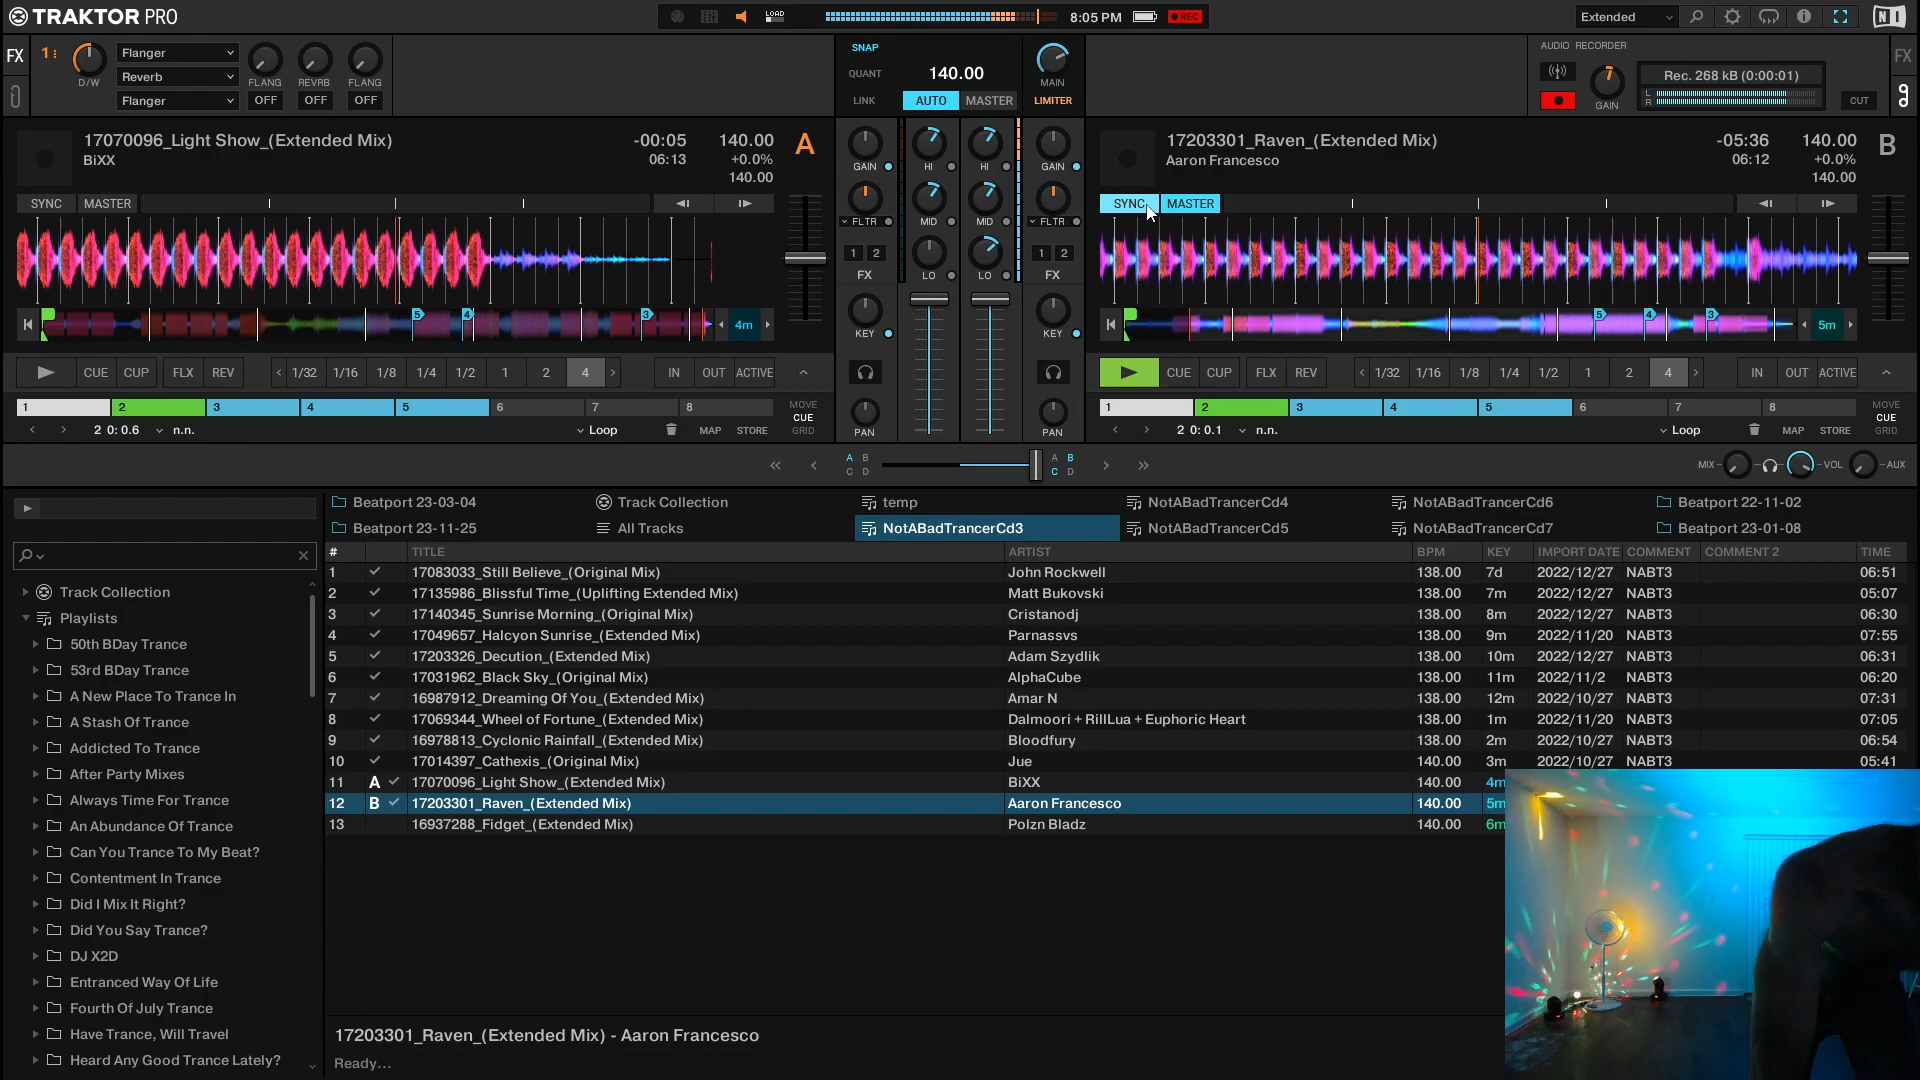 TRAKTOR PRO
LOAD
8:05 PM
REC
Extended
FX
1
D/W
Flanger
Reverb
Flanger
FLANG
REVRB
FLANG
OFF
OFF
OFF
SNAP
QUANT
140.00
LINK
AUTO
MASTER
MAIN
LIMITER
AUDIO RECORDER
GAIN
Rec. 268 kB (0:00:01)
L
R
CUT
FX
17070096_Light Show_(Extended Mix)
BiXX
-00:05
06:13
140.00
+0.0%
140.00
A
SYNC
MASTER
5
4
3
4m
CUE
CUP
FLX
REV
1/32
1/16
1/8
1/4
1/2
1
2
4
IN
OUT
ACTIVE
1
2
3
4
5
6
7
8
MOVE
CUE
GRID
2 0: 0.6
n.n.
Loop
MAP
STORE
GAIN
HI
HI
GAIN
FLTR
MID
MID
FLTR
1 2
1 2
FX
LO
LO
FX
KEY
KEY
PAN
PAN
17203301_Raven_(Extended Mix)
Aaron Francesco
-05:36
06:12
140.00
+0.0%
140.00
B
SYNC
MASTER
5
4
3
5m
CUE
CUP
FLX
REV
1/32
1/16
1/8
1/4
1/2
1
2
4
IN
OUT
ACTIVE
1
2
3
4
5
6
7
8
MOVE
CUE
GRID
2 0: 0.1
n.n.
Loop
MAP
STORE
A B
C D
A B
C D
MIX
VOL
AUX
Beatport 23-03-04
Track Collection
temp
NotABadTrancerCd4
NotABadTrancerCd6
Beatport 22-11-02
Beatport 23-11-25
All Tracks
NotABadTrancerCd3
NotABadTrancerCd5
NotABadTrancerCd7
Beatport 23-01-08
Track Collection
Playlists
50th BDay Trance
53rd BDay Trance
A New Place To Trance In
A Stash Of Trance
Addicted To Trance
After Party Mixes
Always Time For Trance
An Abundance Of Trance
Can You Trance To My Beat?
Contentment In Trance
Did I Mix It Right?
Did You Say Trance?
DJ X2D
Entranced Way Of Life
Fourth Of July Trance
Have Trance, Will Travel
Heard Any Good Trance Lately?
# TITLE ARTIST BPM KEY IMPORT DATE COMMENT COMMENT 2 TIME
1 17083033_Still Believe_(Original Mix) John Rockwell 138.00 7d 2022/12/27 NABT3 06:51
2 17135986_Blissful Time_(Uplifting Extended Mix) Matt Bukovski 138.00 7m 2022/12/27 NABT3 05:07
3 17140345_Sunrise Morning_(Original Mix) Cristanodj 138.00 8m 2022/12/27 NABT3 06:30
4 17049657_Halcyon Sunrise_(Extended Mix) Parnassvs 138.00 9m 2022/11/20 NABT3 07:55
5 17203326_Decution_(Extended Mix) Adam Szydlik 138.00 10m 2022/12/27 NABT3 06:31
6 17031962_Black Sky_(Original Mix) AlphaCube 138.00 11m 2022/11/2 NABT3 06:20
7 16987912_Dreaming Of You_(Extended Mix) Amar N 138.00 12m 2022/10/27 NABT3 07:31
8 17069344_Wheel of Fortune_(Extended Mix) Dalmoori + RillLua + Euphoric Heart 138.00 1m 2022/11/20 NABT3 07:05
9 16978813_Cyclonic Rainfall_(Extended Mix) Bloodfury 138.00 2m 2022/10/27 NABT3 06:54
10 17014397_Cathexis_(Original Mix) Jue 140.00 3m 2022/10/27 NABT3 05:41
11 A 17070096_Light Show_(Extended Mix) BiXX 140.00 4m
12 B 17203301_Raven_(Extended Mix) Aaron Francesco 140.00 5m
13 16937288_Fidget_(Extended Mix) Polzn Bladz 140.00 6m
17203301_Raven_(Extended Mix) - Aaron Francesco
Ready...